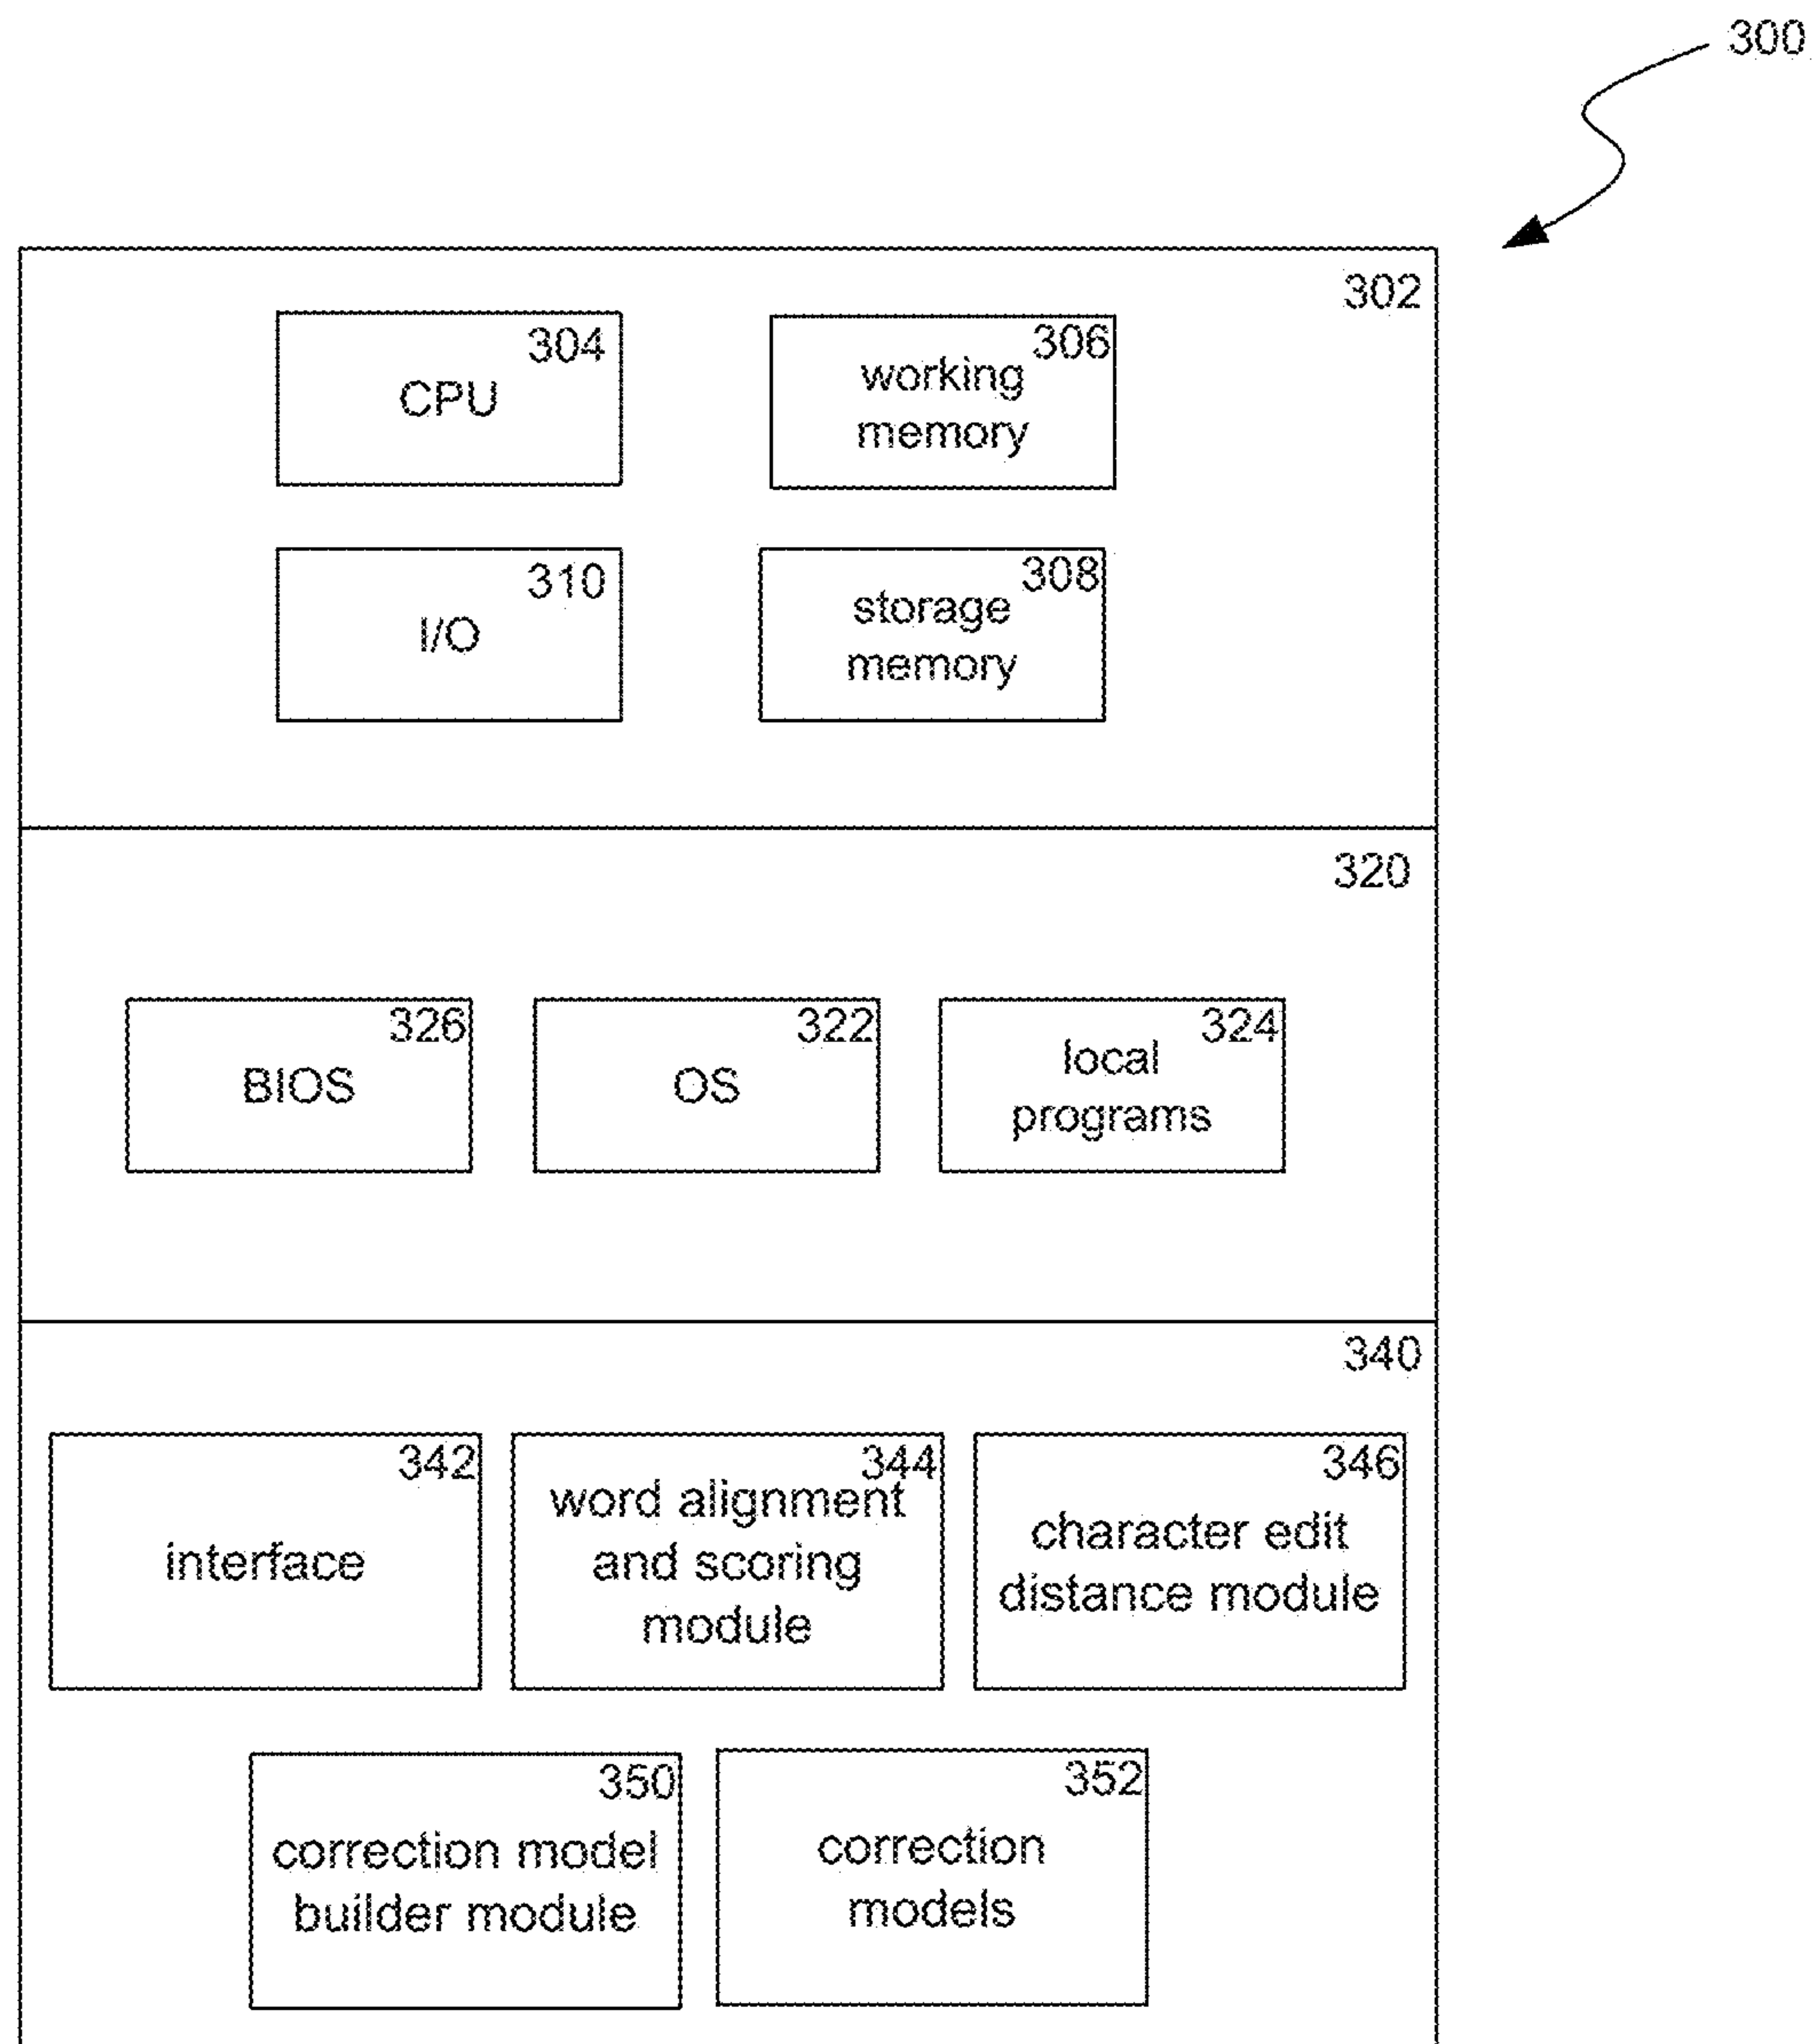 300
302
304
CPU
306
working
memory
310
I/O
308
storage
memory
320
326
BIOS
322
OS
324
local
programs
340
342
interface
344
word alignment
and scoring
module
346
character edit
distance module
350
correction model
builder module
352
correction
models